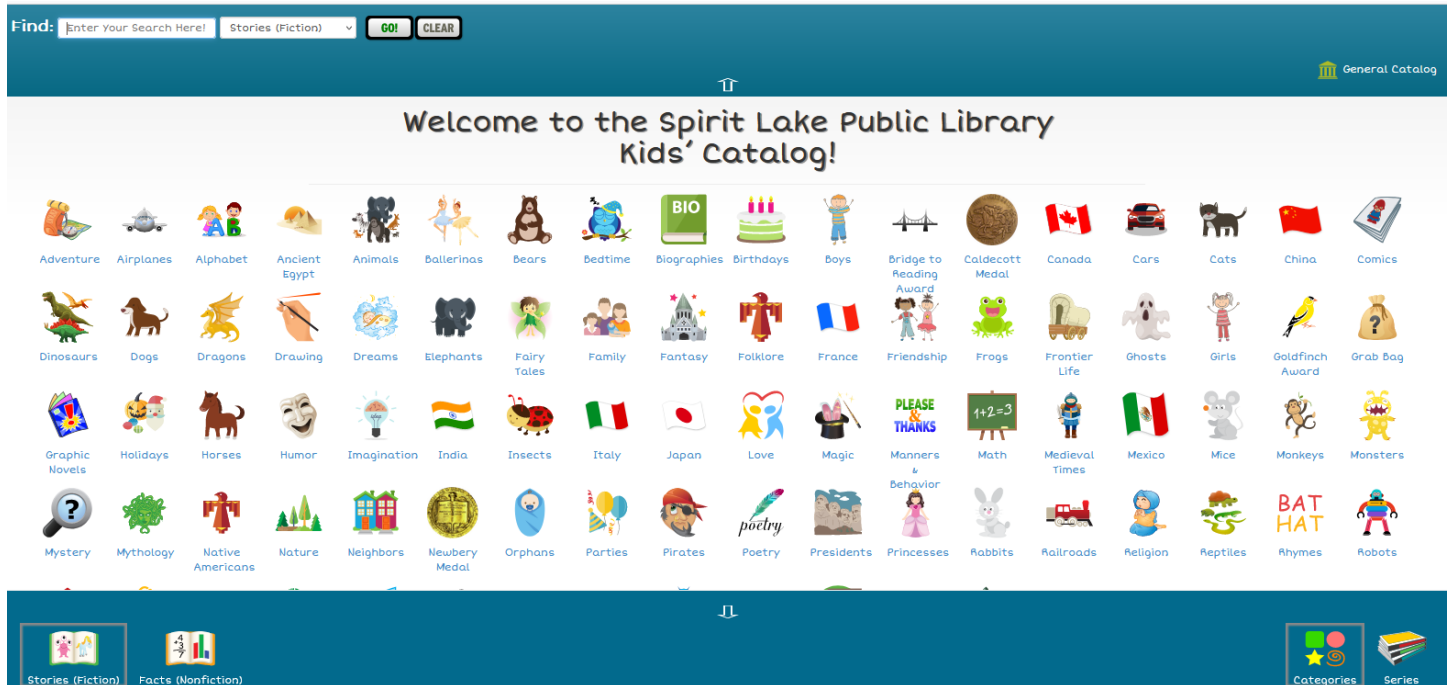 Find: Enter Your Search Here! Stories (Fiction) GO! CLEAR
General Catalog
Welcome to the Spirit Lake Public Library
Kids' Catalog!
BIO
Adventure Airplanes Alphabet Ancient Egypt Animals Ballerinas Bears Bedtime Biographies Birthdays Boys Bridge to Reading Award Caldecott Medal Canada Cars Cats China Comics
?
Dinosaurs Dogs Dragons Drawing Dreams Elephants Fairy Tales Family Fantasy Folklore France Friendship Frogs Frontier Life Ghosts Girls Goldfinch Award Grab Bag
PLEASE & THANKS 1+2=3
Graphic Novels Holidays Horses Humor Imagination India Insects Italy Japan Love Magic Manners & Behavior Math Medieval Times Mexico Mice Monkeys Monsters
? poetry BAT HAT
Mystery Mythology Native Americans Nature Neighbors Newbery Medal Orphans Parties Pirates Poetry Presidents Princesses Rabbits Railroads Religion Reptiles Rhymes Robots
Stories (Fiction) Facts (Nonfiction) Categories Series